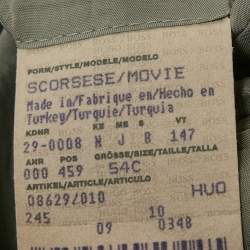 FORM/STYLE/MODELE/MODELO
SCORSESE/MOVIE
Made in/Fabrique en/Hecho en
Turkey/Turquie/Turquia
KDNR KE MS B VT
29-0008 N J B 147
ANR GRÖSSE/SIZE/TAILLE/TALLA
000 459 54C
ARTIKEL/ARTICLE/ARTICULO
08629/010 HUO
245 10
09 0348